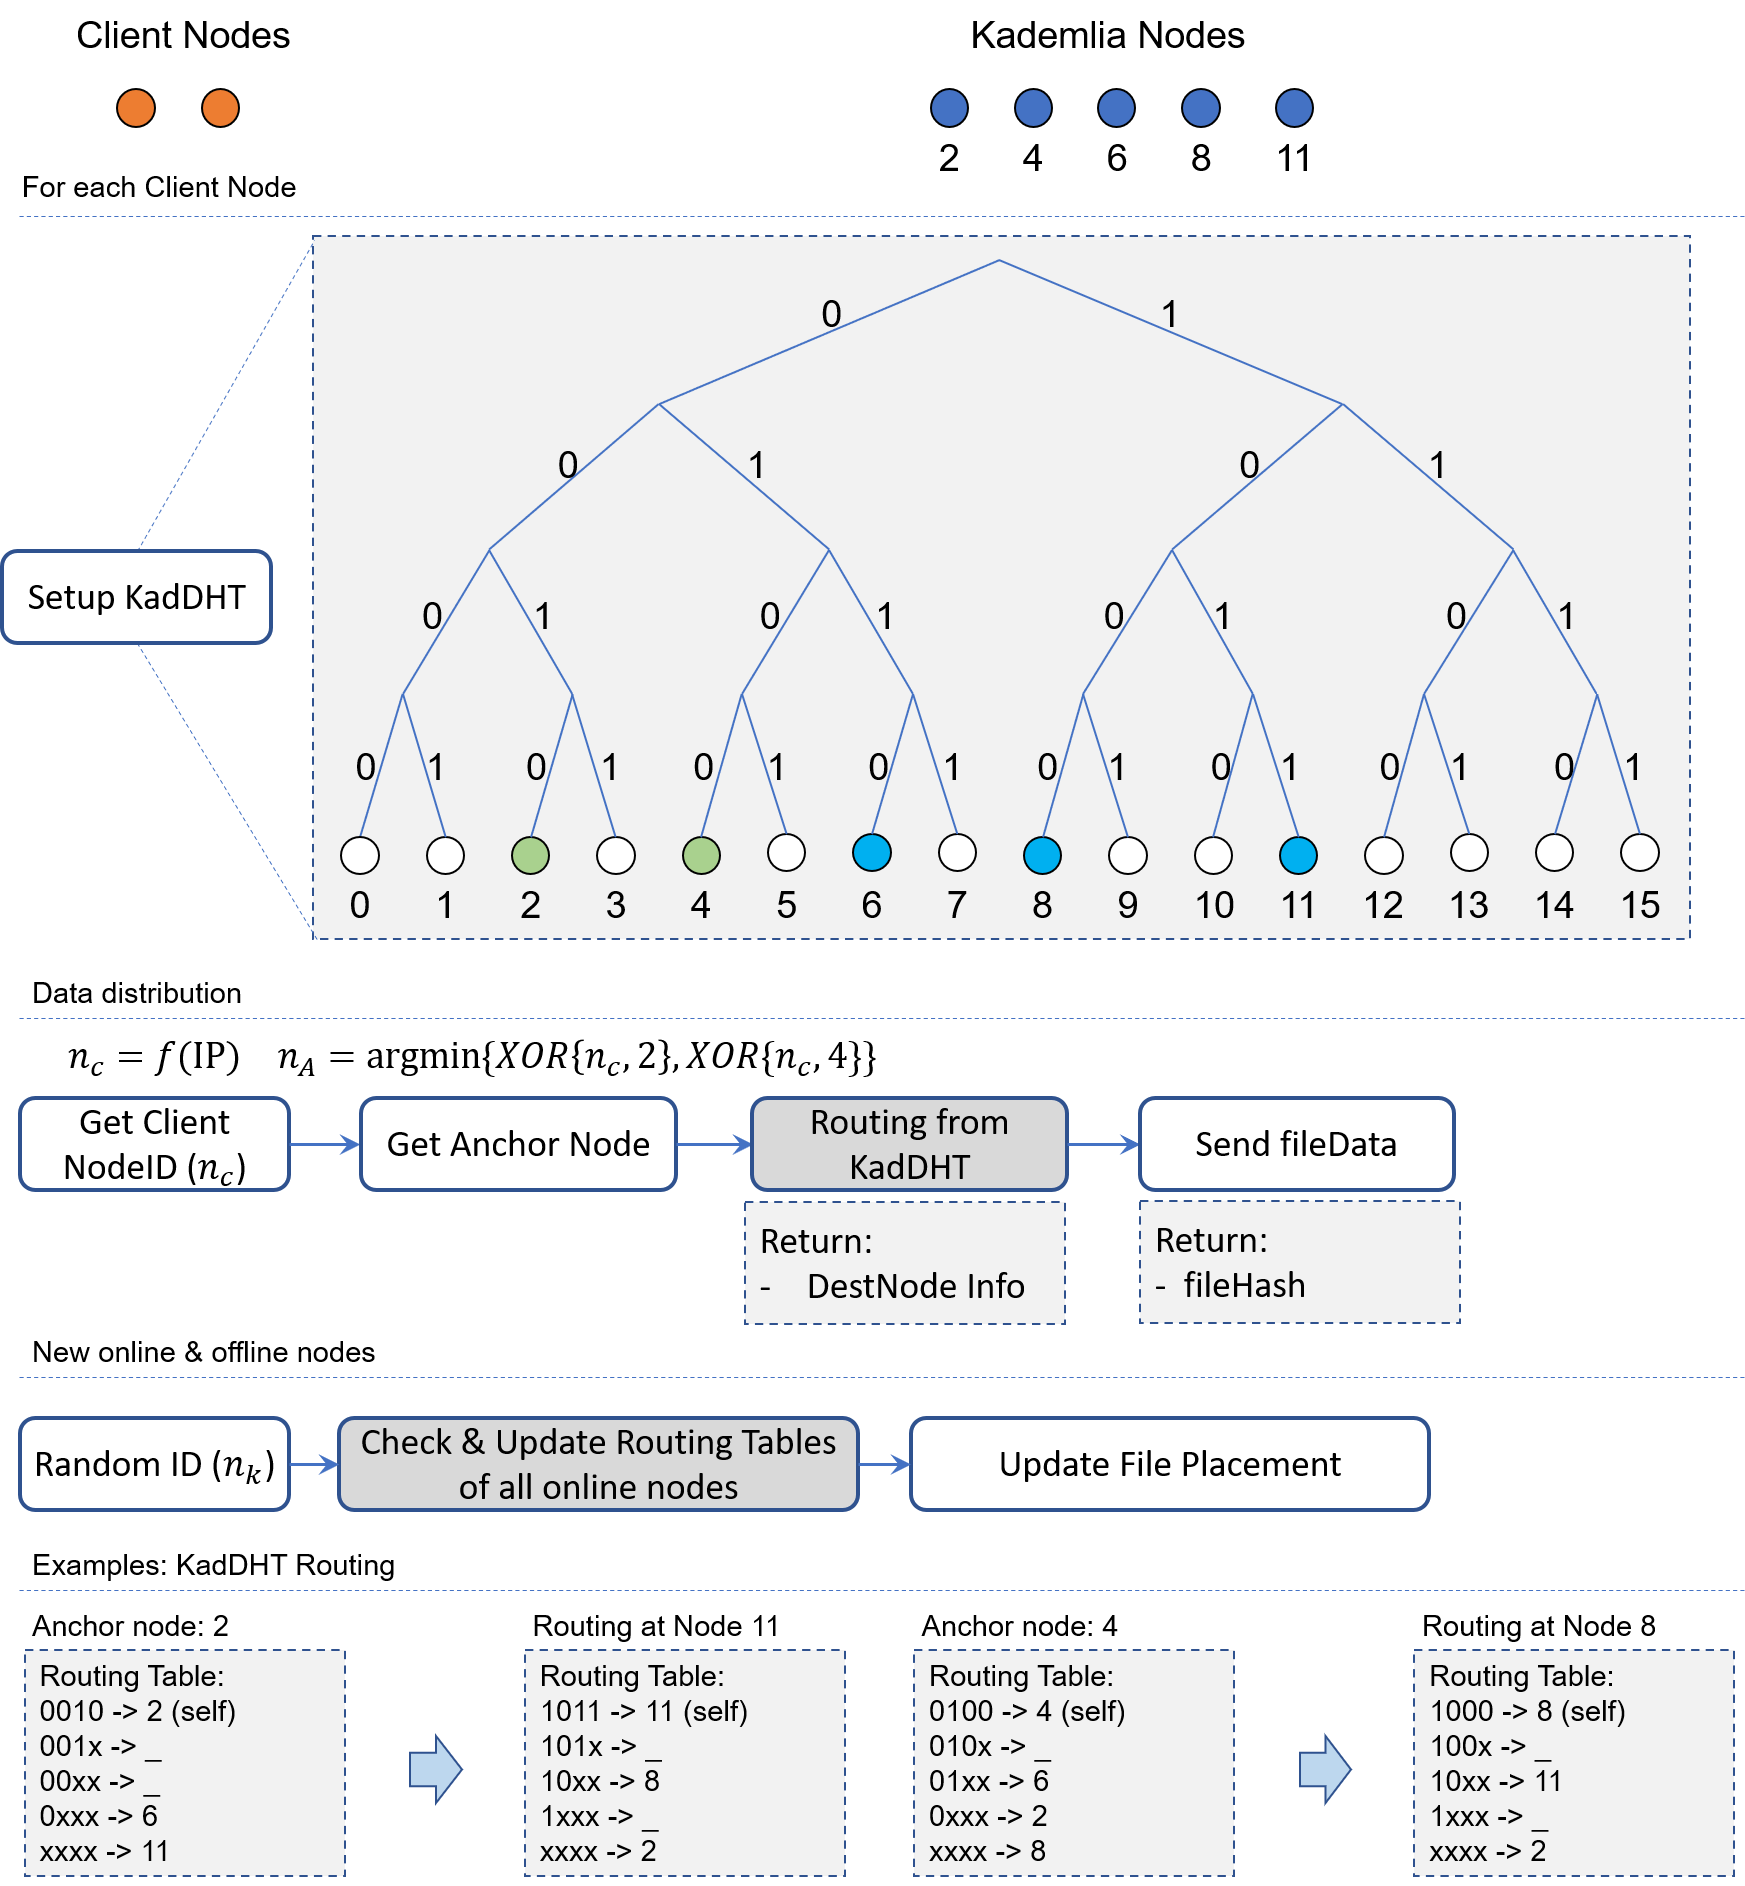 Client Nodes
Kademlia Nodes
2 4 6 8 11
For each Client Node
0 1
0 1 0 1
0 1 0 1 0 1 0 1
0 1 0 1 0 1 0 1 0 1 0 1 0 1 0 1
0 1 2 3 4 5 6 7 8 9 10 11 12 13 14 15
Setup KadDHT
Data distribution
n_c = f(IP) n_A = argmin{XOR{n_c, 2}, XOR{n_c, 4}}
Get Client
NodeID (n_c)
Get Anchor Node
Routing from
KadDHT
Send fileData
Return:
- DestNode Info
Return:
- fileHash
New online & offline nodes
Random ID (n_k)
Check & Update Routing Tables
of all online nodes
Update File Placement
Examples: KadDHT Routing
Anchor node: 2
Routing Table:
0010 -> 2 (self)
001x -> _
00xx -> _
0xxx -> 6
xxxx -> 11
Routing at Node 11
Routing Table:
1011 -> 11 (self)
101x -> _
10xx -> 8
1xxx -> _
xxxx -> 2
Anchor node: 4
Routing Table:
0100 -> 4 (self)
010x -> _
01xx -> 6
0xxx -> 2
xxxx -> 8
Routing at Node 8
Routing Table:
1000 -> 8 (self)
100x -> _
10xx -> 11
1xxx -> _
xxxx -> 2